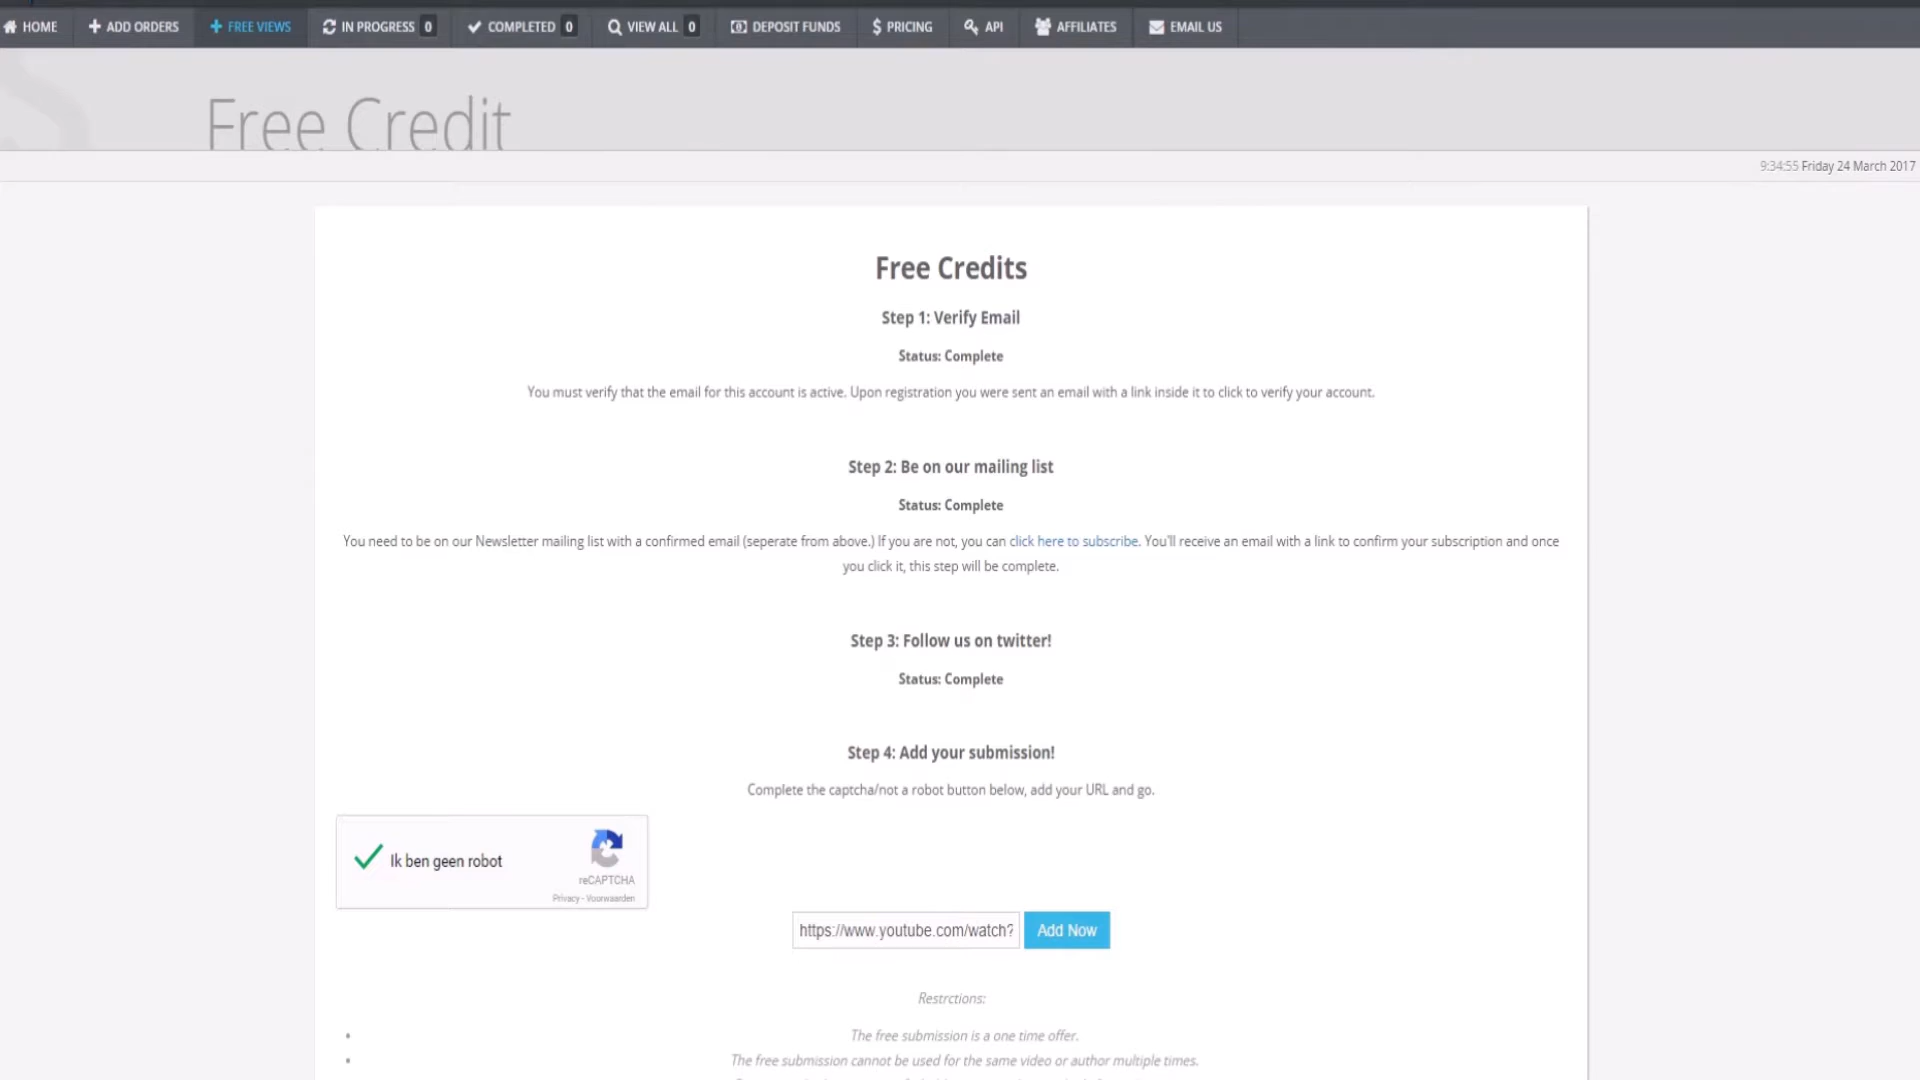 HOME ADD ORDERS FREE VIEWS IN PROGRESS 0 COMPLETED 0 VIEW ALL 0 DEPOSIT FUNDS PRICING API AFFILIATES EMAIL US
Free Credit
9:34:55 Friday 24 March 2017
Free Credits
Step 1: Verify Email
Status: Complete
You must verify that the email for this account is active. Upon registration you were sent an email with a link inside it to click to verify your account.
Step 2: Be on our mailing list
Status: Complete
You need to be on our Newsletter mailing list with a confirmed email (seperate from above.) If you are not, you can click here to subscribe. You'll receive an email with a link to confirm your subscription and once
you click it, this step will be complete.
Step 3: Follow us on twitter!
Status: Complete
Step 4: Add your submission!
Complete the captcha/not a robot button below, add your URL and go.
Ik ben geen robot
reCAPTCHA
Privacy - Voorwaarden
https://www.youtube.com/watch? Add Now
Restrctions:
• The free submission is a one time offer.
• The free submission cannot be used for the same video or author multiple times.